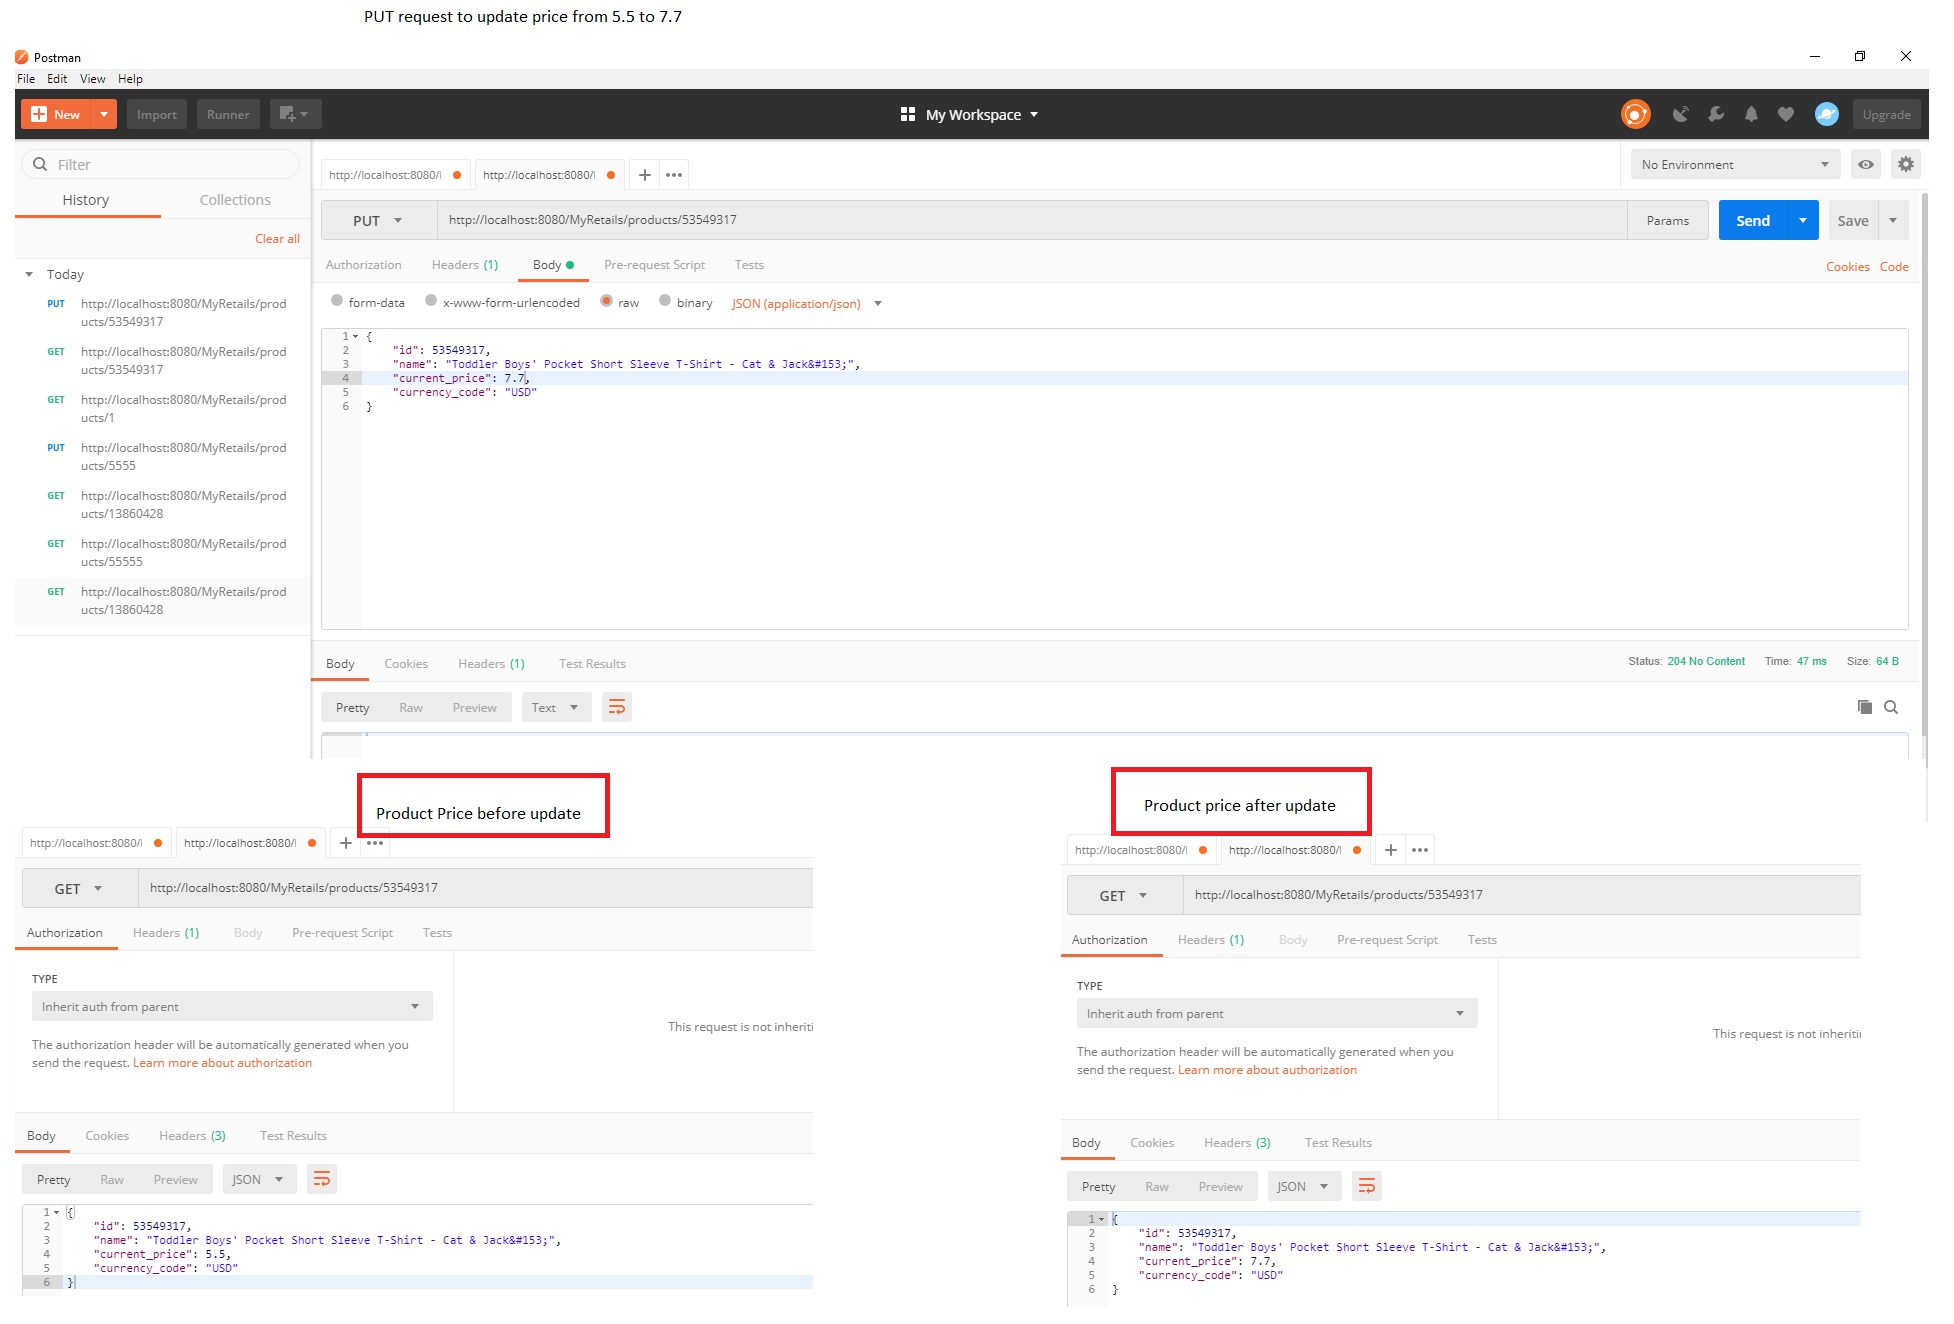 PUT request to update price from 5.5 to 7.7
Postman
File Edit View Help
New Import Runner My Workspace Upgrade
Filter
History Collections
Clear all
Today
PUT http://localhost:8080/MyRetails/prod
ucts/53549317
GET http://localhost:8080/MyRetails/prod
ucts/53549317
GET http://localhost:8080/MyRetails/prod
ucts/1
PUT http://localhost:8080/MyRetails/prod
ucts/5555
GET http://localhost:8080/MyRetails/prod
ucts/13860428
GET http://localhost:8080/MyRetails/prod
ucts/55555
GET http://localhost:8080/MyRetails/prod
ucts/13860428
http://localhost:8080/l http://localhost:8080/l No Environment
PUT http://localhost:8080/MyRetails/products/53549317 Params Send Save
Authorization Headers (1) Body Pre-request Script Tests Cookies Code
form-data x-www-form-urlencoded raw binary JSON (application/json)
1 {
2 "id": 53549317,
3 "name": "Toddler Boys' Pocket Short Sleeve T-Shirt - Cat & Jack&#153;",
4 "current_price": 7.7,
5 "currency_code": "USD"
6 }
Body Cookies Headers (1) Test Results Status: 204 No Content Time: 47 ms Size: 64 B
Pretty Raw Preview Text
Product Price before update
http://localhost:8080/l http://localhost:8080/l
GET http://localhost:8080/MyRetails/products/53549317
Authorization Headers (1) Body Pre-request Script Tests
TYPE
Inherit auth from parent
This request is not inheriti
The authorization header will be automatically generated when you
send the request. Learn more about authorization
Body Cookies Headers (3) Test Results
Pretty Raw Preview JSON
1 {
2 "id": 53549317,
3 "name": "Toddler Boys' Pocket Short Sleeve T-Shirt - Cat & Jack&#153;",
4 "current_price": 5.5,
5 "currency_code": "USD"
6 }
Product price after update
http://localhost:8080/l http://localhost:8080/l
GET http://localhost:8080/MyRetails/products/53549317
Authorization Headers (1) Body Pre-request Script Tests
TYPE
Inherit auth from parent
This request is not inheritii
The authorization header will be automatically generated when you
send the request. Learn more about authorization
Body Cookies Headers (3) Test Results
Pretty Raw Preview JSON
1 {
2 "id": 53549317,
3 "name": "Toddler Boys' Pocket Short Sleeve T-Shirt - Cat & Jack&#153;",
4 "current_price": 7.7,
5 "currency_code": "USD"
6 }